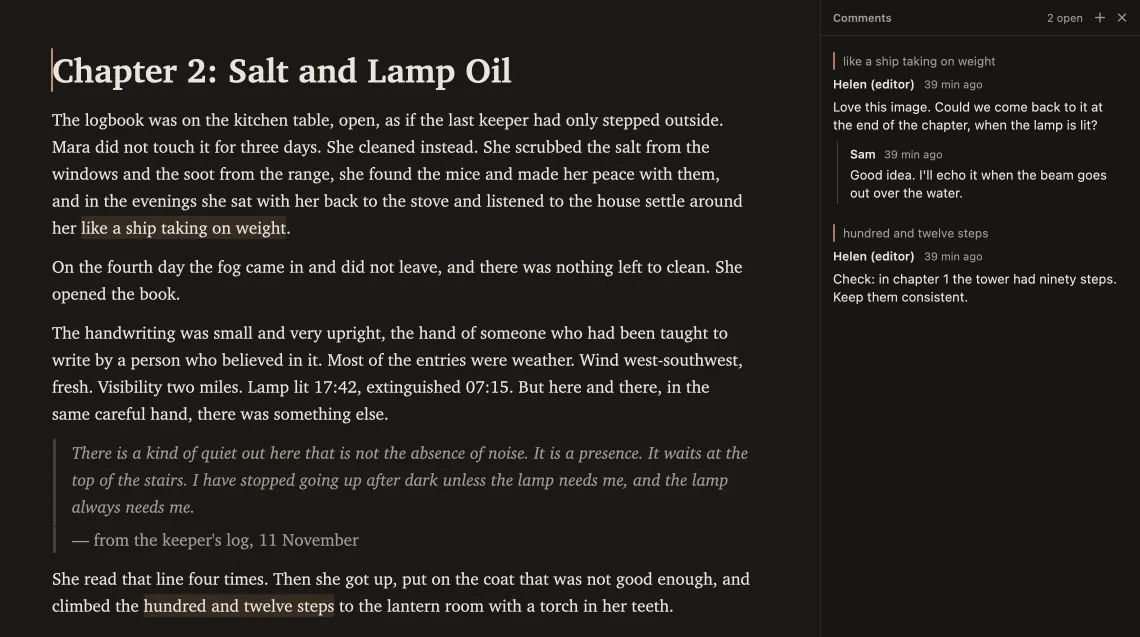 Chapter 2: Salt and Lamp Oil
The logbook was on the kitchen table, open, as if the last keeper had only stepped outside.
Mara did not touch it for three days. She cleaned instead. She scrubbed the salt from the
windows and the soot from the range, she found the mice and made her peace with them,
and in the evenings she sat with her back to the stove and listened to the house settle around
her like a ship taking on weight.
On the fourth day the fog came in and did not leave, and there was nothing left to clean. She
opened the book.
The handwriting was small and very upright, the hand of someone who had been taught to
write by a person who believed in it. Most of the entries were weather. Wind west-southwest,
fresh. Visibility two miles. Lamp lit 17:42, extinguished 07:15. But here and there, in the
same careful hand, there was something else.
There is a kind of quiet out here that is not the absence of noise. It is a presence. It waits at the
top of the stairs. I have stopped going up after dark unless the lamp needs me, and the lamp
always needs me.
— from the keeper's log, 11 November
She read that line four times. Then she got up, put on the coat that was not good enough, and
climbed the hundred and twelve steps to the lantern room with a torch in her teeth.
Comments
2 open
like a ship taking on weight
Helen (editor) 39 min ago
Love this image. Could we come back to it at
the end of the chapter, when the lamp is lit?
Sam 39 min ago
Good idea. I'll echo it when the beam goes
out over the water.
hundred and twelve steps
Helen (editor) 39 min ago
Check: in chapter 1 the tower had ninety steps.
Keep them consistent.